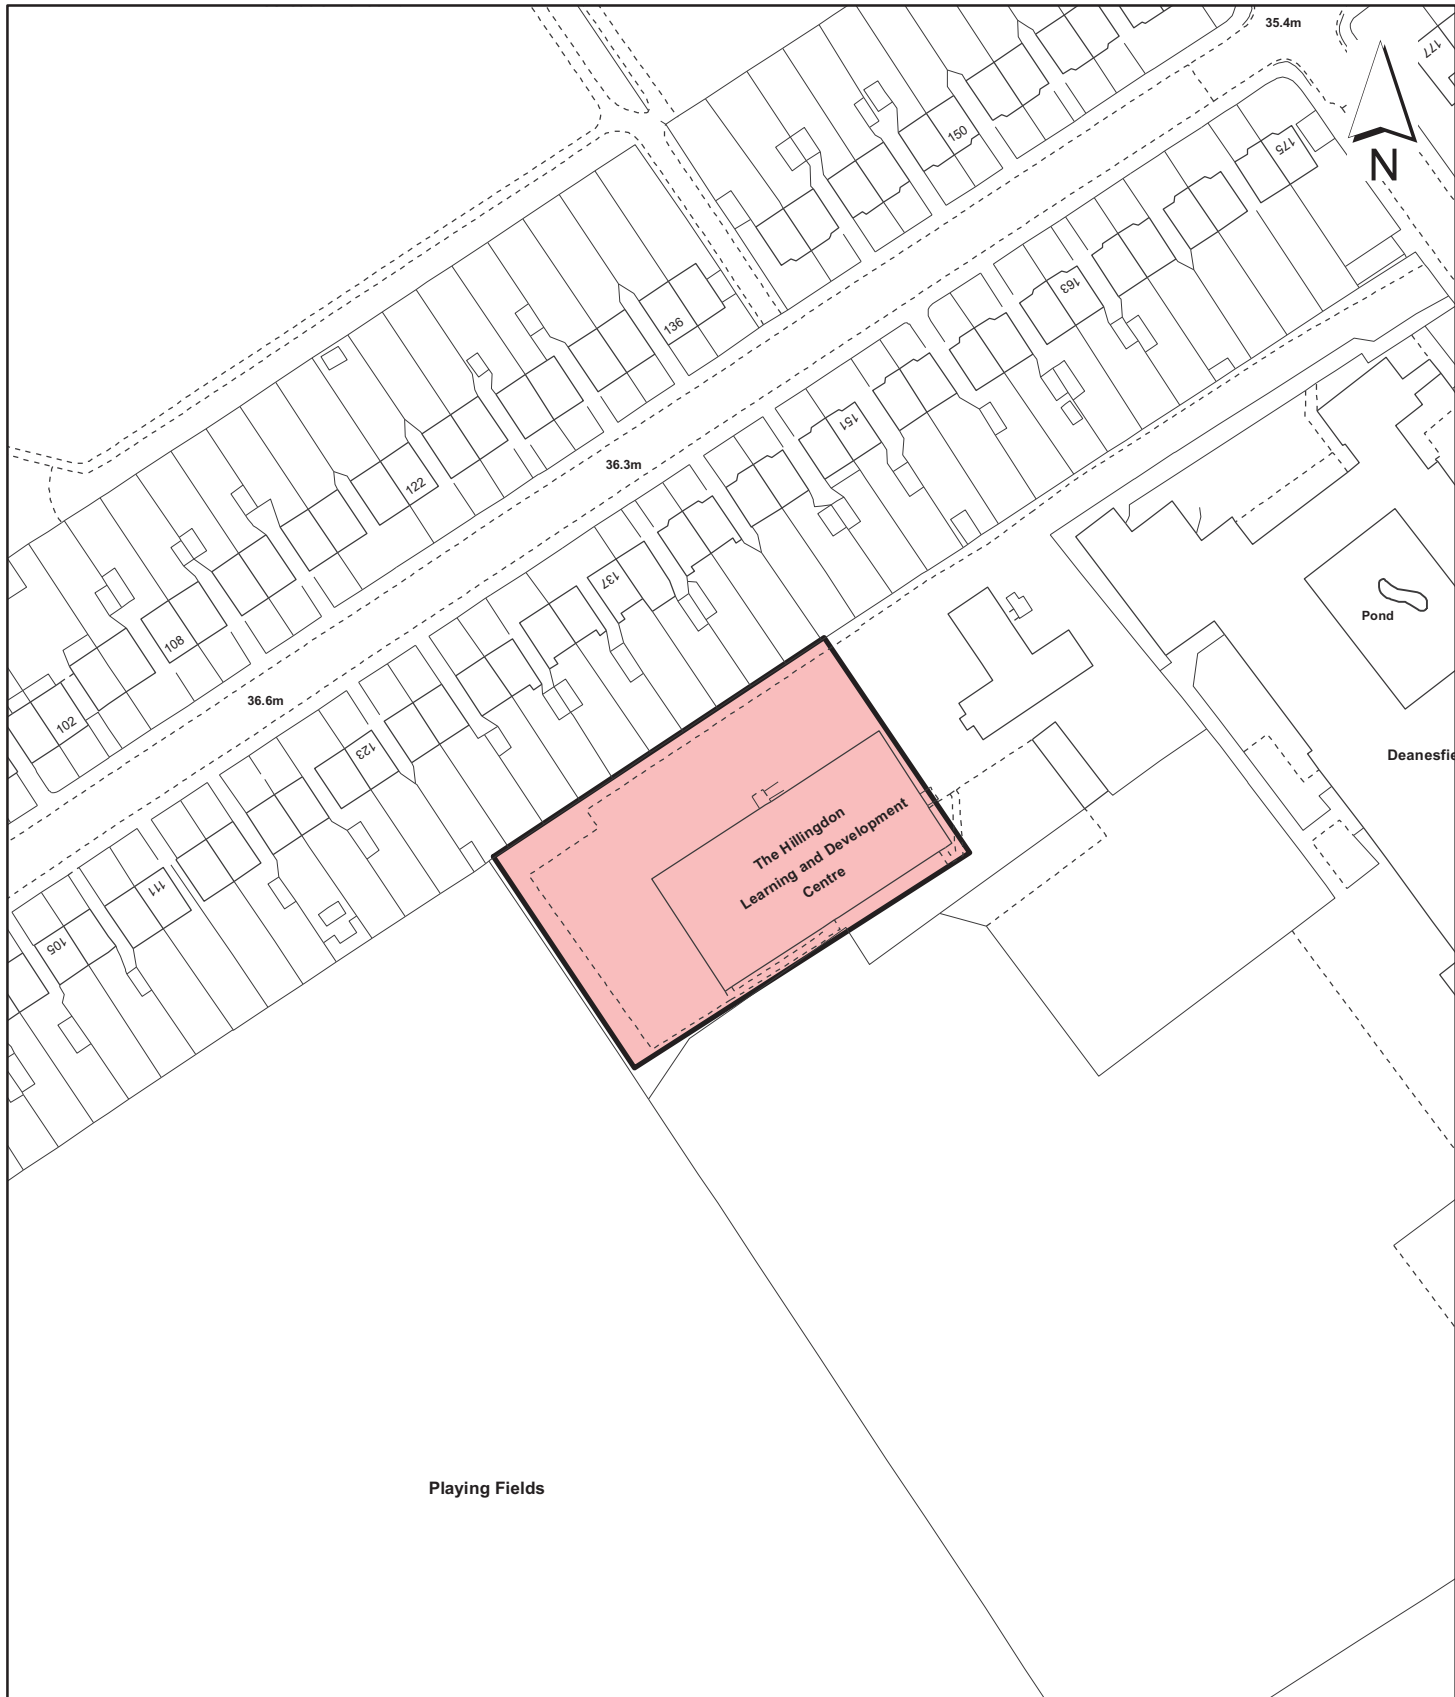 35.4m
177
N
150
175
136
163
151
36.3m
122
137
Pond
108
36.6m
102
123
Deanesfie
The Hillingdon
Learning and Development
Centre
111
105
Playing Fields